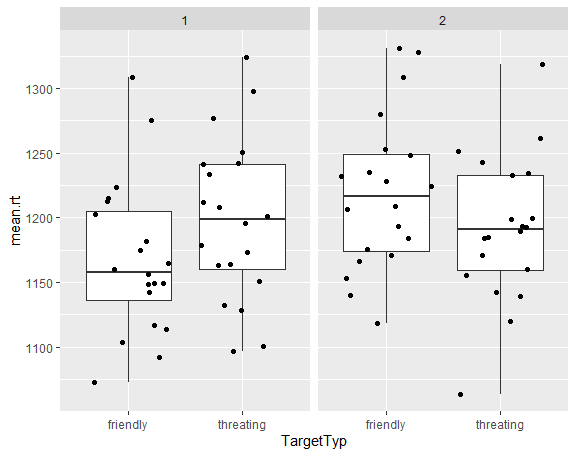 1 2
1300
1250
1200
1150
1100
mean.rt
friendly threating friendly threating
TargetTyp